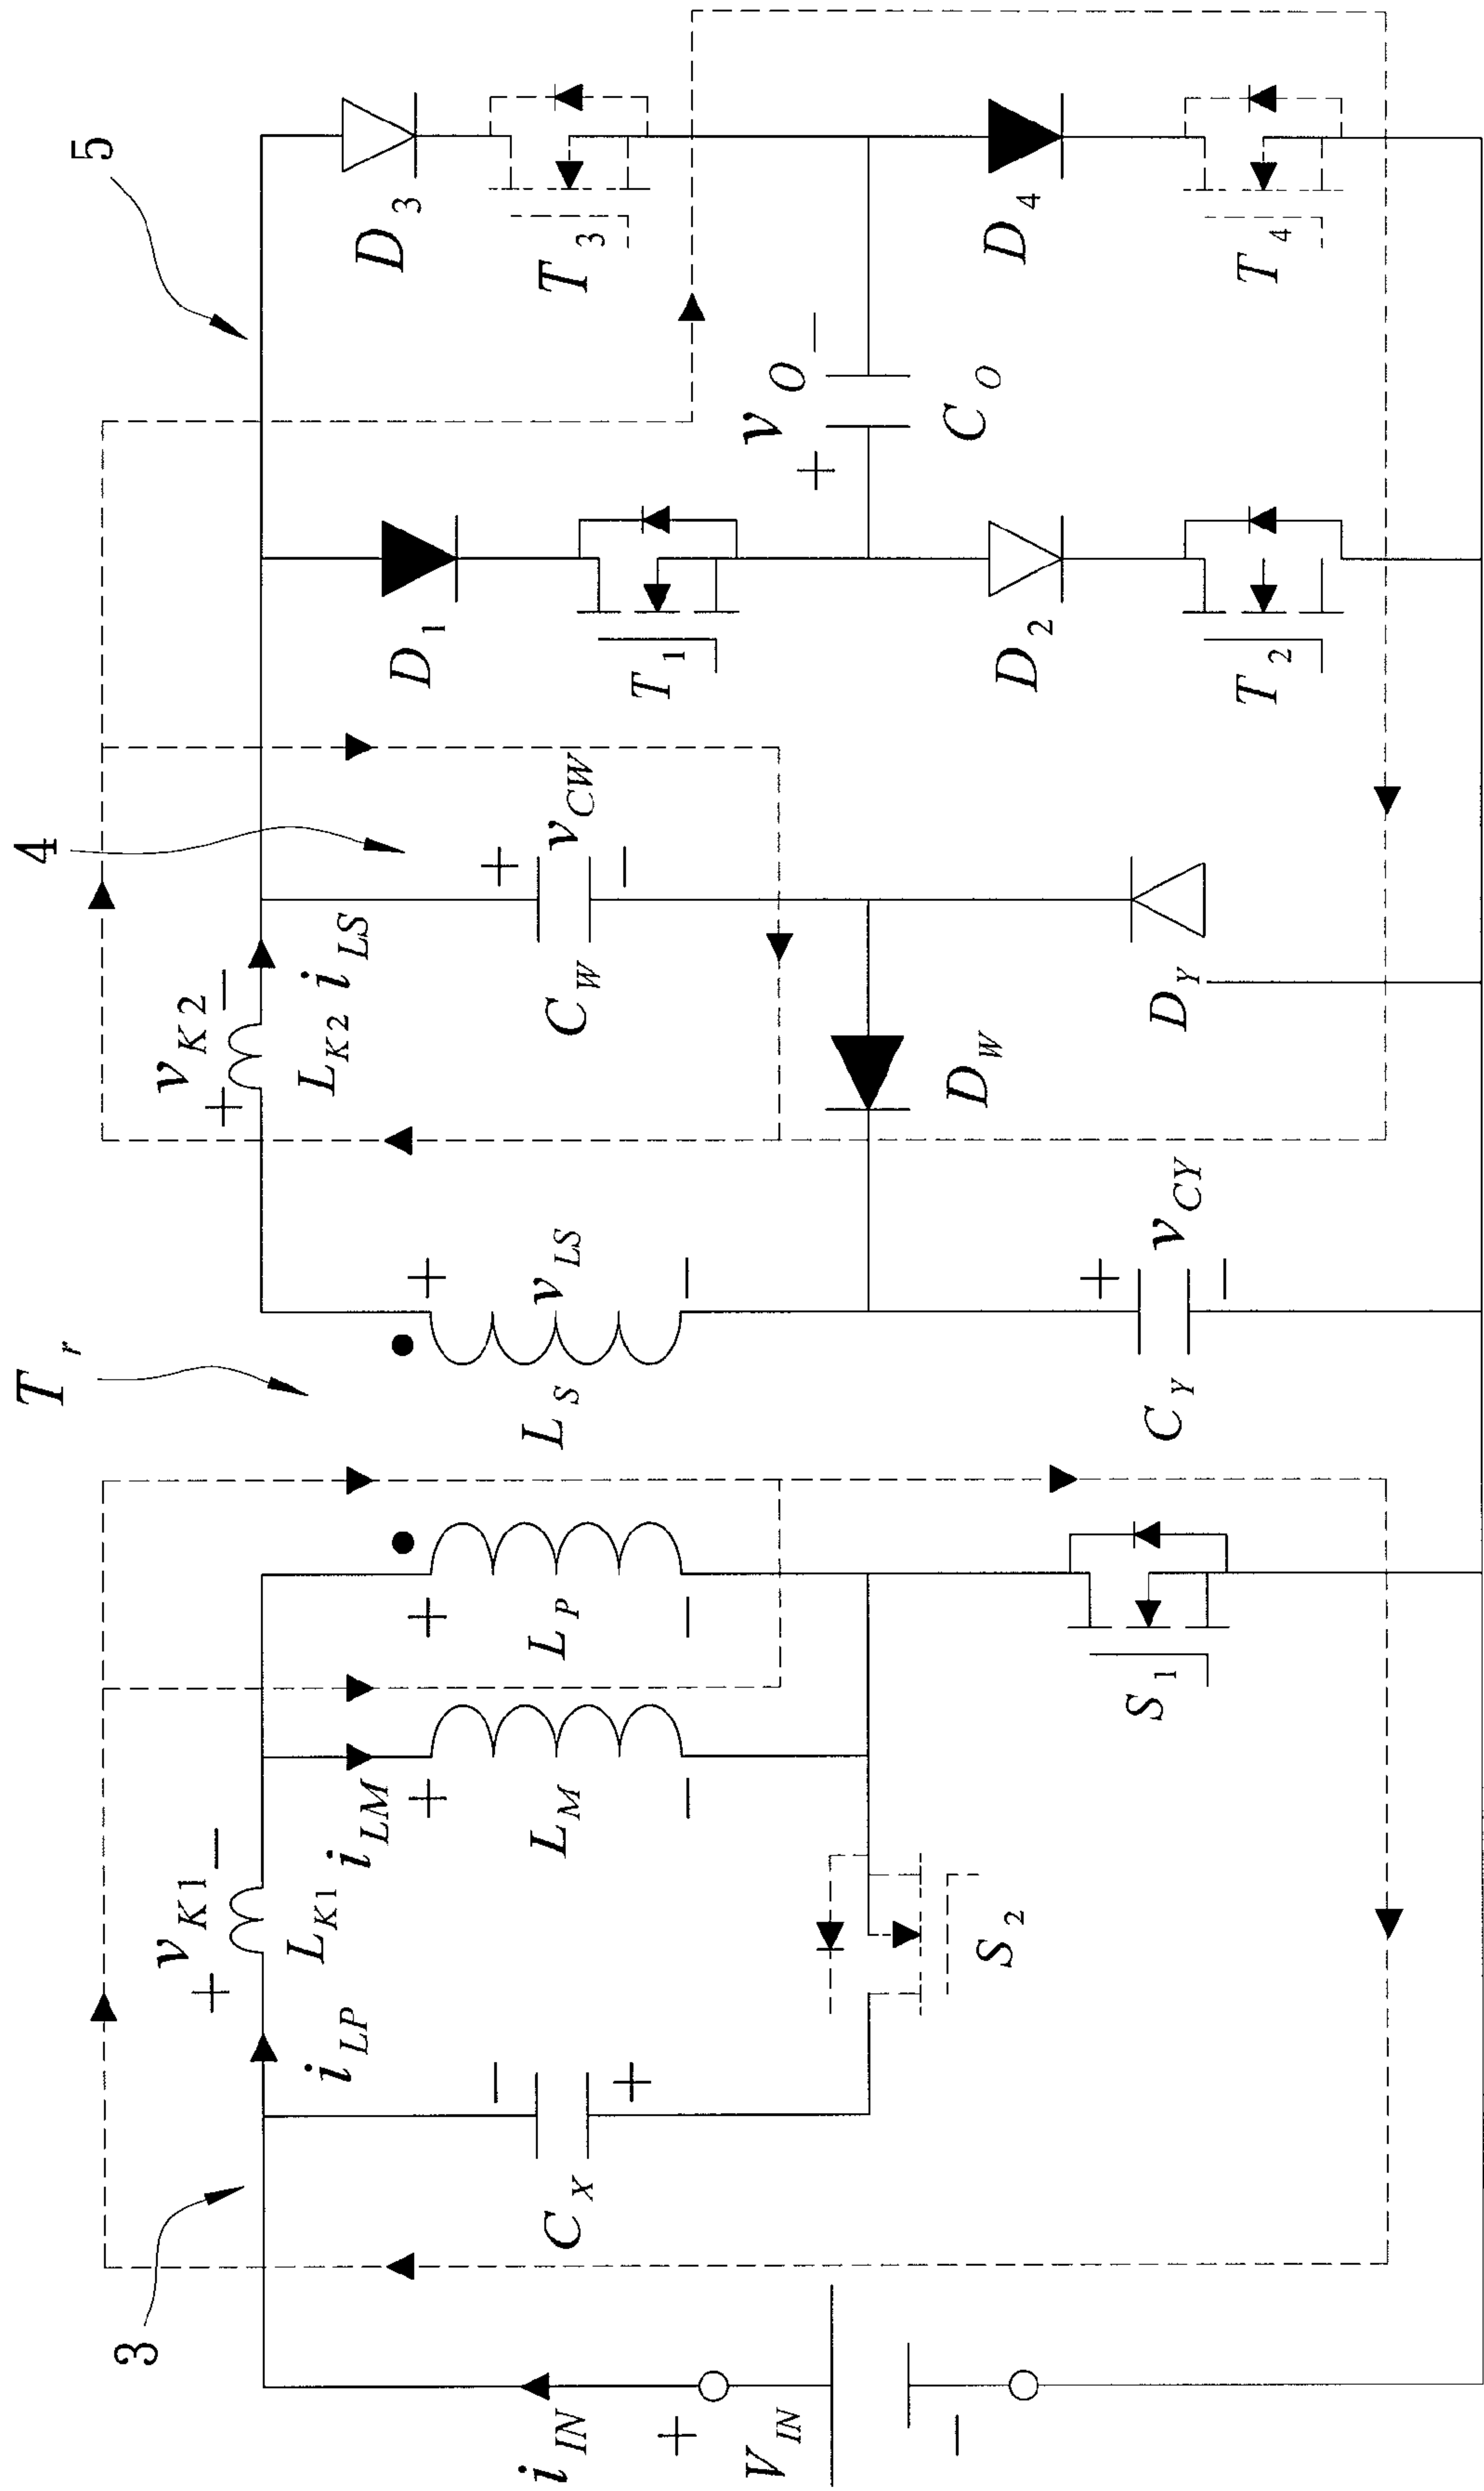 3
T r
4
5
v K1
+ −
L K1
i LP
i LM
v K2
+ −
L K2
i LS
i IN
+
V IN
−
C X
−
+
L M
+
−
L P
+
−
S 2
S 1
L S
+
v LS
−
C Y
+
v CY
−
C W
+
v CW
−
D W
D Y
D 1
T 1
D 2
T 2
+ v O −
C O
D 3
T 3
D 4
T 4